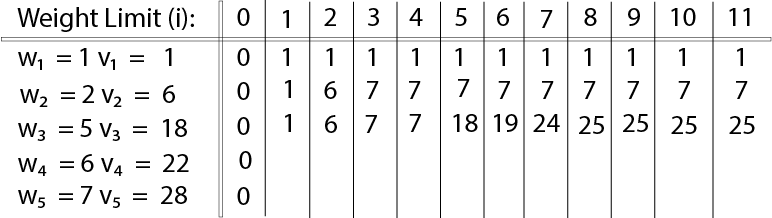 Weight Limit (i): 0 1 2 3 4 5 6 7 8 9 10 11
w₁ = 1 v₁ = 1 0 1 1 1 1 1 1 1 1 1 1 1
w₂ = 2 v₂ = 6 0 1 6 7 7 7 7 7 7 7 7 7
w₃ = 5 v₃ = 18 0 1 6 7 7 18 19 24 25 25 25 25
w₄ = 6 v₄ = 22 0
w₅ = 7 v₅ = 28 0